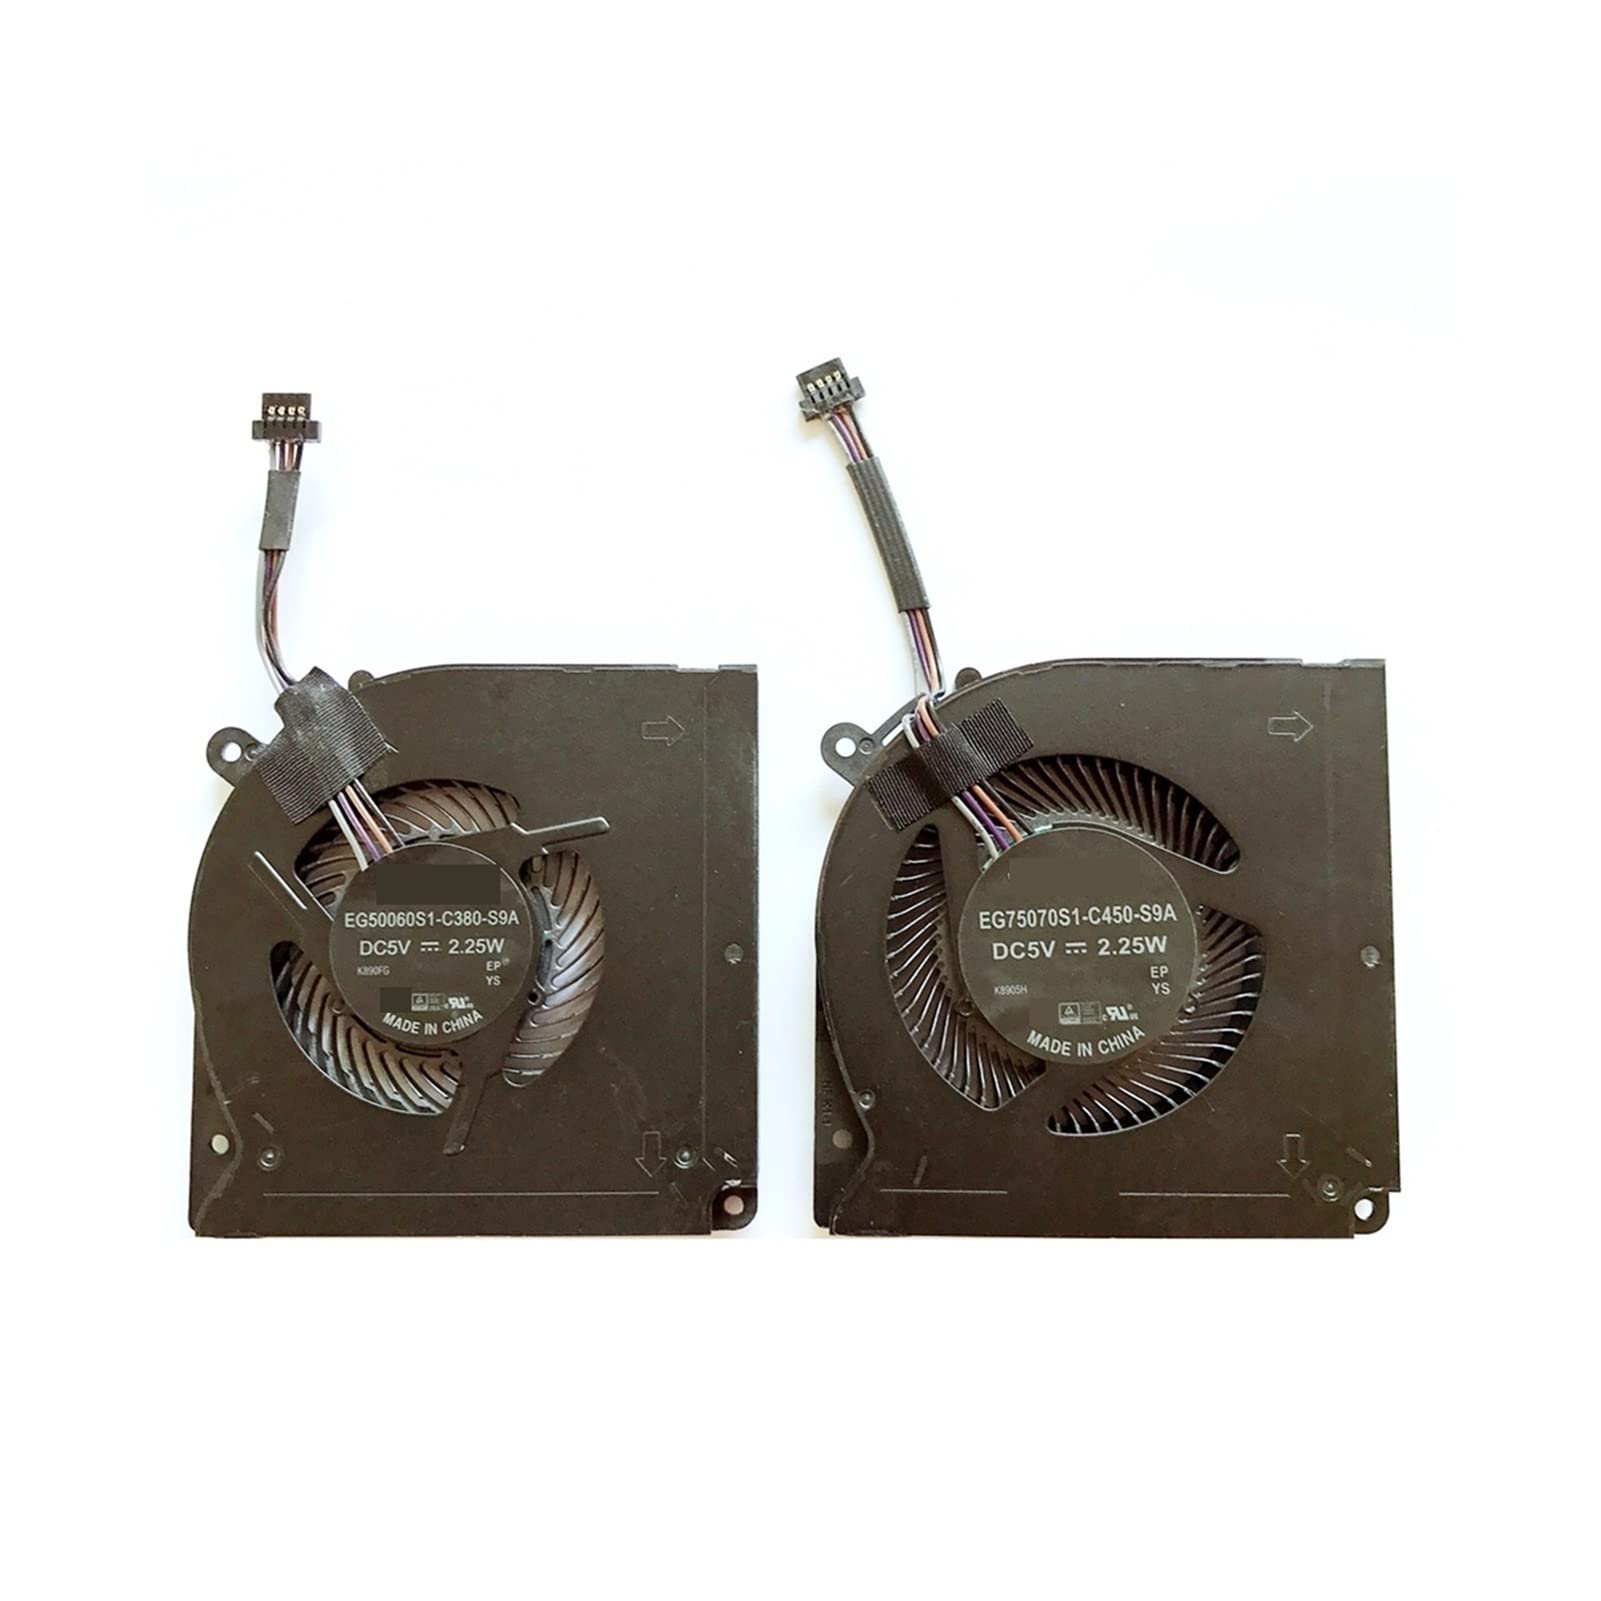 EG50060S1-C380-S9A
DC5V ⎓ 2.25W
K890FG
EP
YS
MADE IN CHINA
EG75070S1-C450-S9A
DC5V ⎓ 2.25W
K8905H
EP
YS
MADE IN CHINA